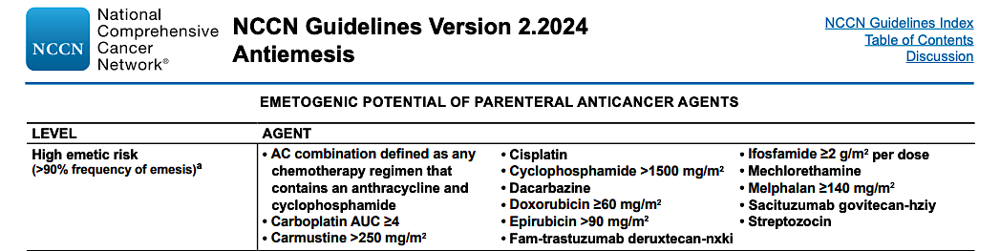 NCCN
National
Comprehensive
Cancer
Network®
NCCN Guidelines Version 2.2024
Antiemesis
NCCN Guidelines Index
Table of Contents
Discussion
EMETOGENIC POTENTIAL OF PARENTERAL ANTICANCER AGENTS
LEVEL
AGENT
High emetic risk
(>90% frequency of emesis)ᵃ
• AC combination defined as any
chemotherapy regimen that
contains an anthracycline and
cyclophosphamide
• Carboplatin AUC ≥4
• Carmustine >250 mg/m²
• Cisplatin
• Cyclophosphamide >1500 mg/m²
• Dacarbazine
• Doxorubicin ≥60 mg/m²
• Epirubicin >90 mg/m²
• Fam-trastuzumab deruxtecan-nxki
• Ifosfamide ≥2 g/m² per dose
• Mechlorethamine
• Melphalan ≥140 mg/m²
• Sacituzumab govitecan-hziy
• Streptozocin